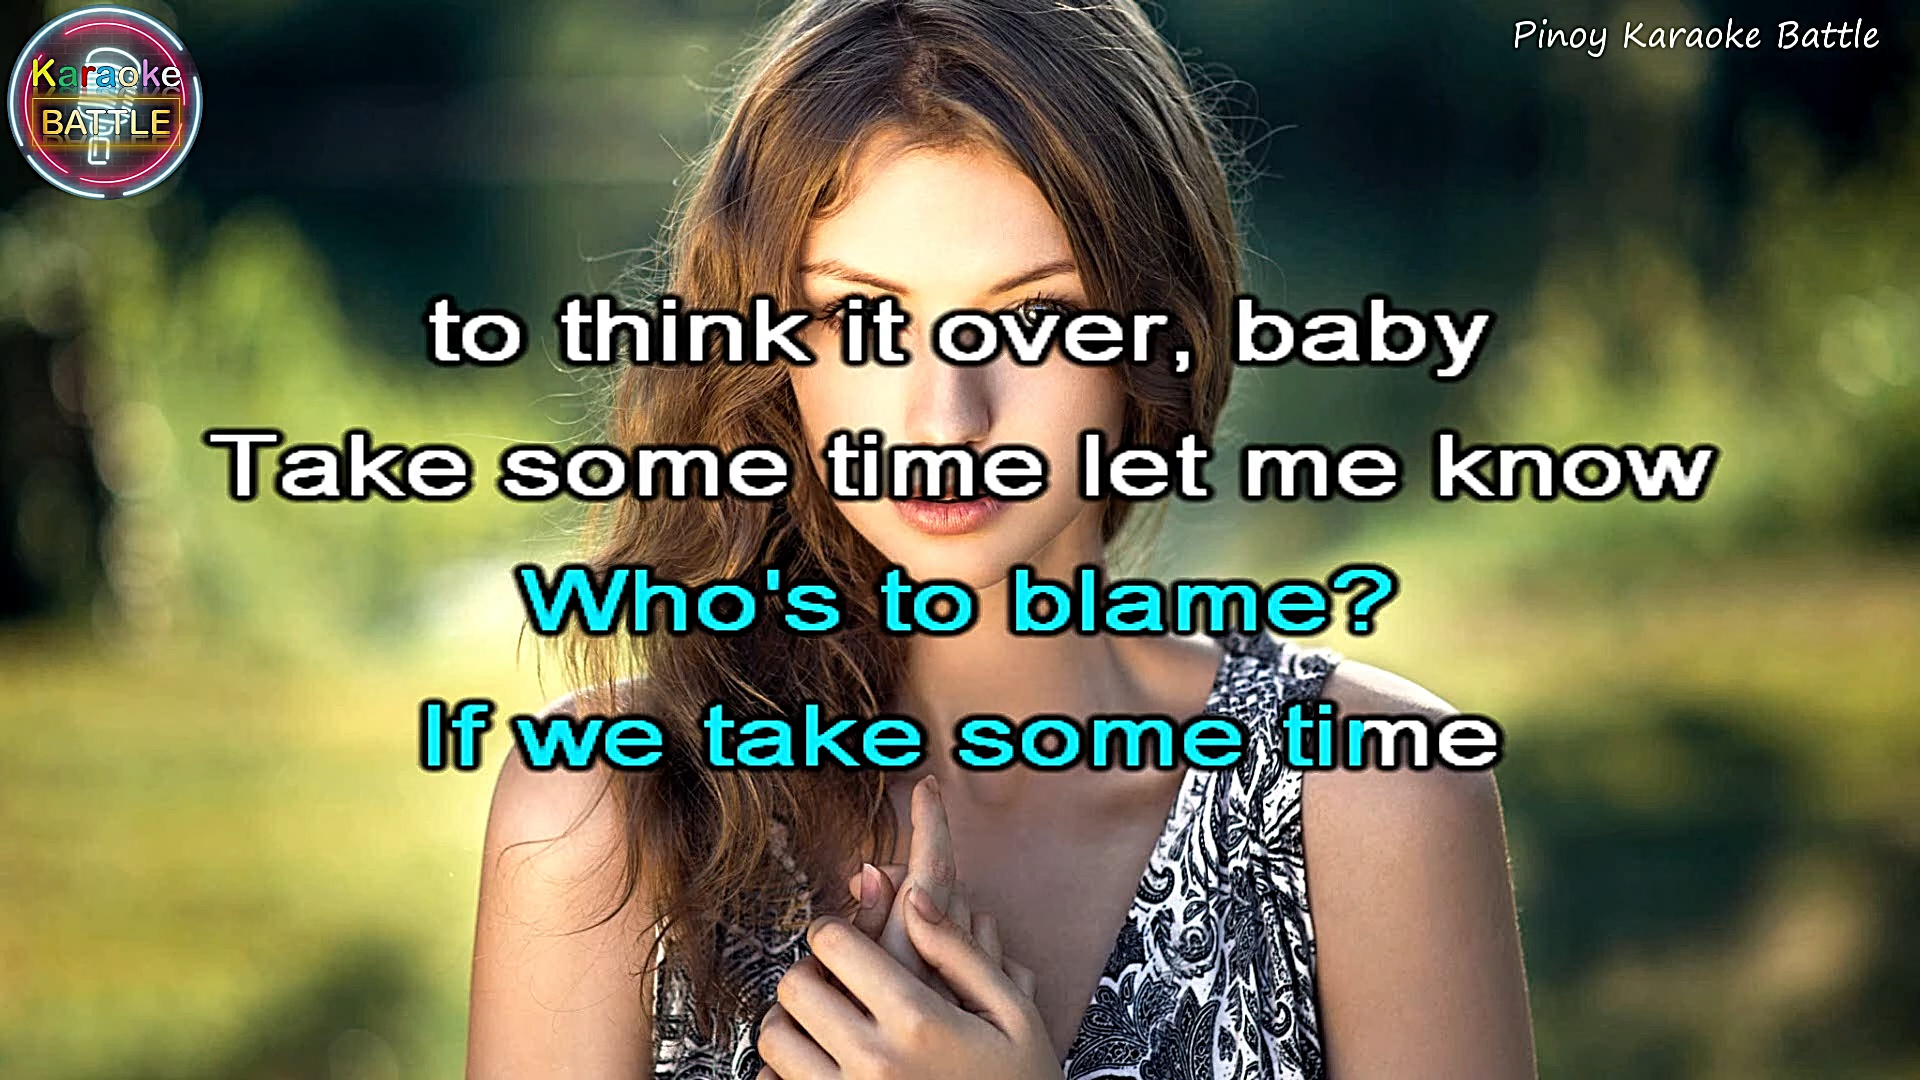 Karaoke
BATTLE
Pinoy Karaoke Battle
to think it over, baby
Take some time let me know
Who's to blame?
If we take some time